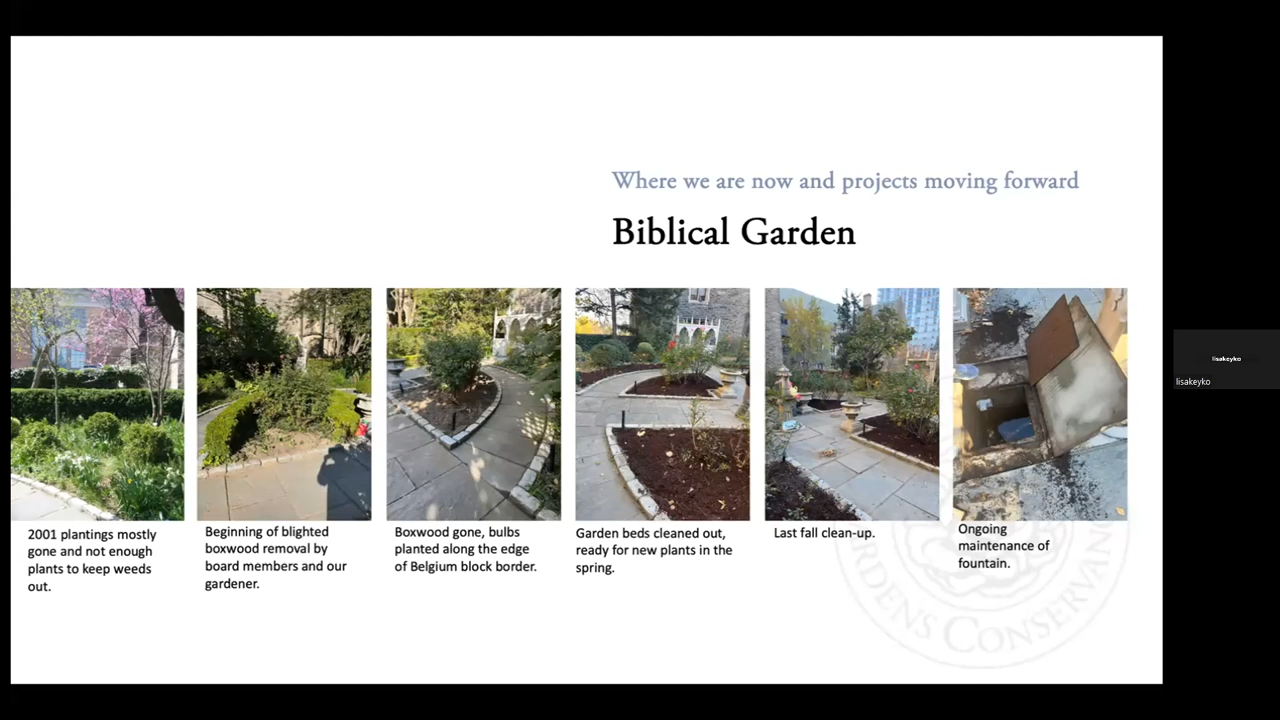 Where we are now and projects moving forward
Biblical Garden
2001 plantings mostly
gone and not enough
plants to keep weeds
out.
Beginning of blighted
boxwood removal by
board members and our
gardener.
Boxwood gone, bulbs
planted along the edge
of Belgium block border.
Garden beds cleaned out,
ready for new plants in the
spring.
Last fall clean-up.
Ongoing
maintenance of
fountain.
RDENS CONSERVAN
lisakeyko
lisakeyko